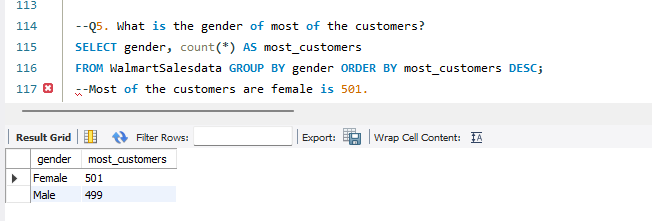 113
114 --Q5. What is the gender of most of the customers?
115 SELECT gender, count(*) AS most_customers
116 FROM WalmartSalesdata GROUP BY gender ORDER BY most_customers DESC;
117 --Most of the customers are female is 501.
Result Grid Filter Rows: Export: Wrap Cell Content: IA
gender most_customers
Female 501
Male 499